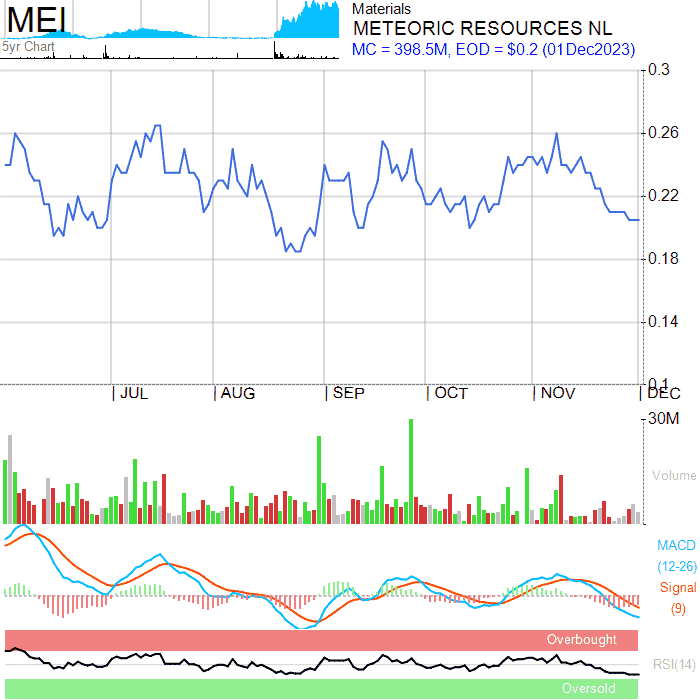 MEI
Materials
METEORIC RESOURCES NL
MC = 398.5M, EOD = $0.2 (01Dec2023)
5yr Chart
0.3
0.26
0.22
0.18
0.14
0.1
JUL
AUG
SEP
OCT
NOV
DEC
30M
Volume
MACD
(12-26)
Signal
(9)
Overbought
RSI(14)
Oversold